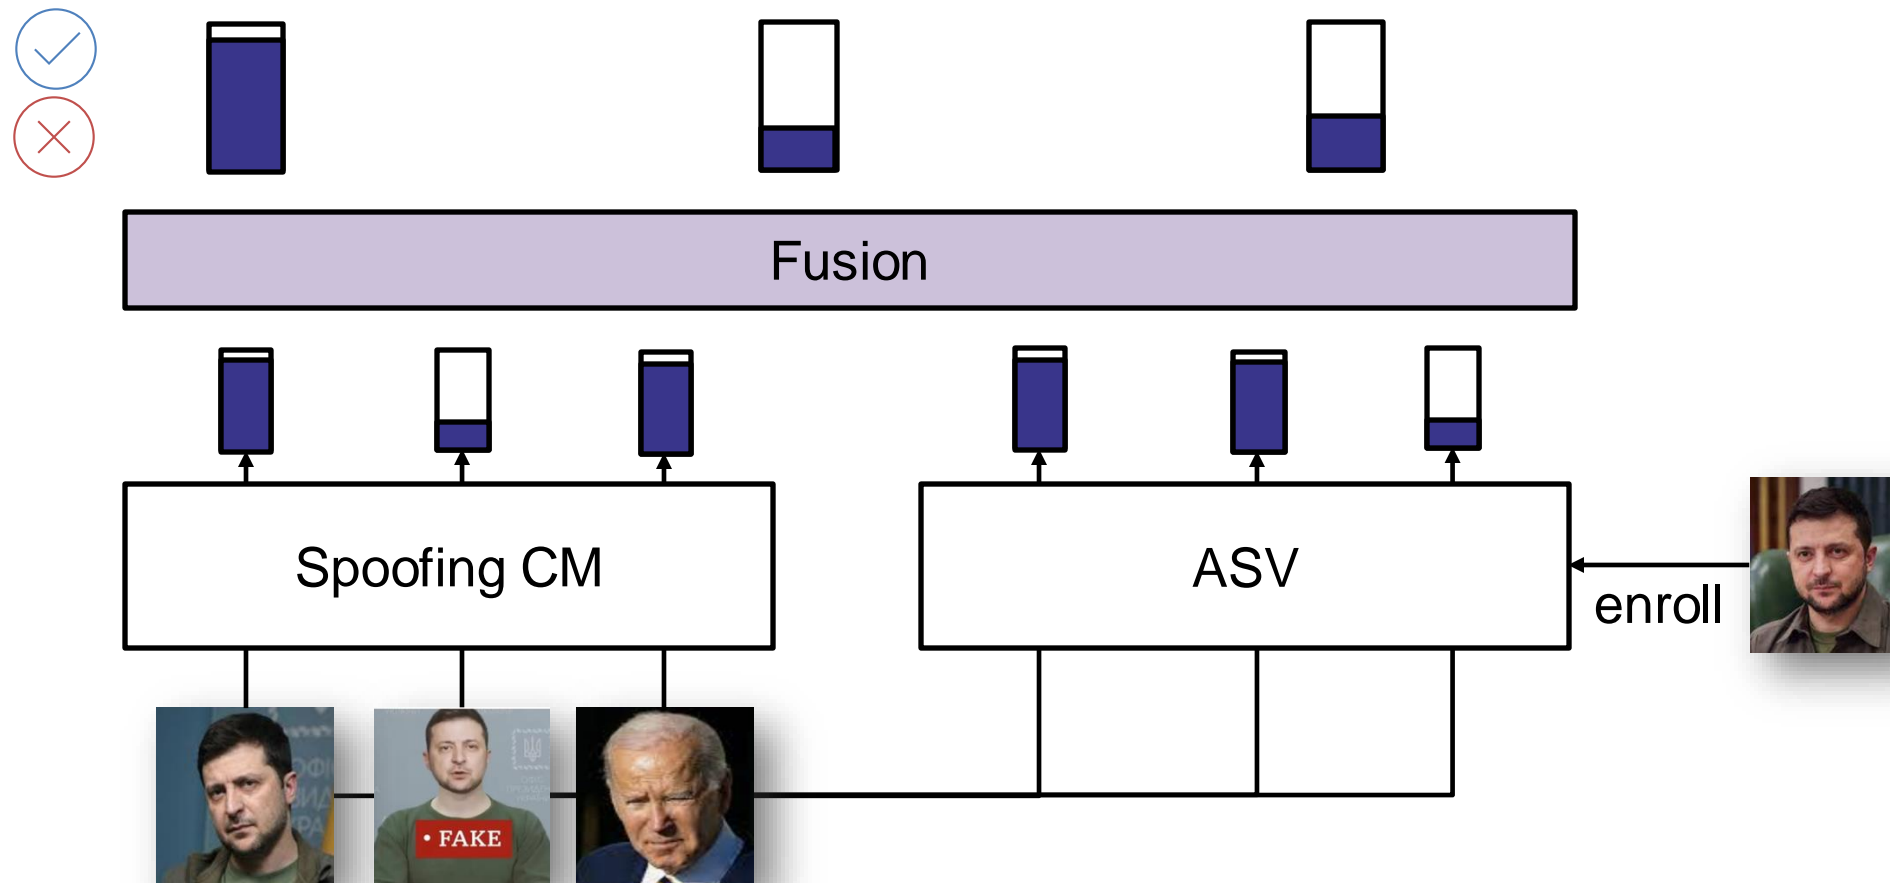 Fusion
Spoofing CM
ASV
enroll
• FAKE